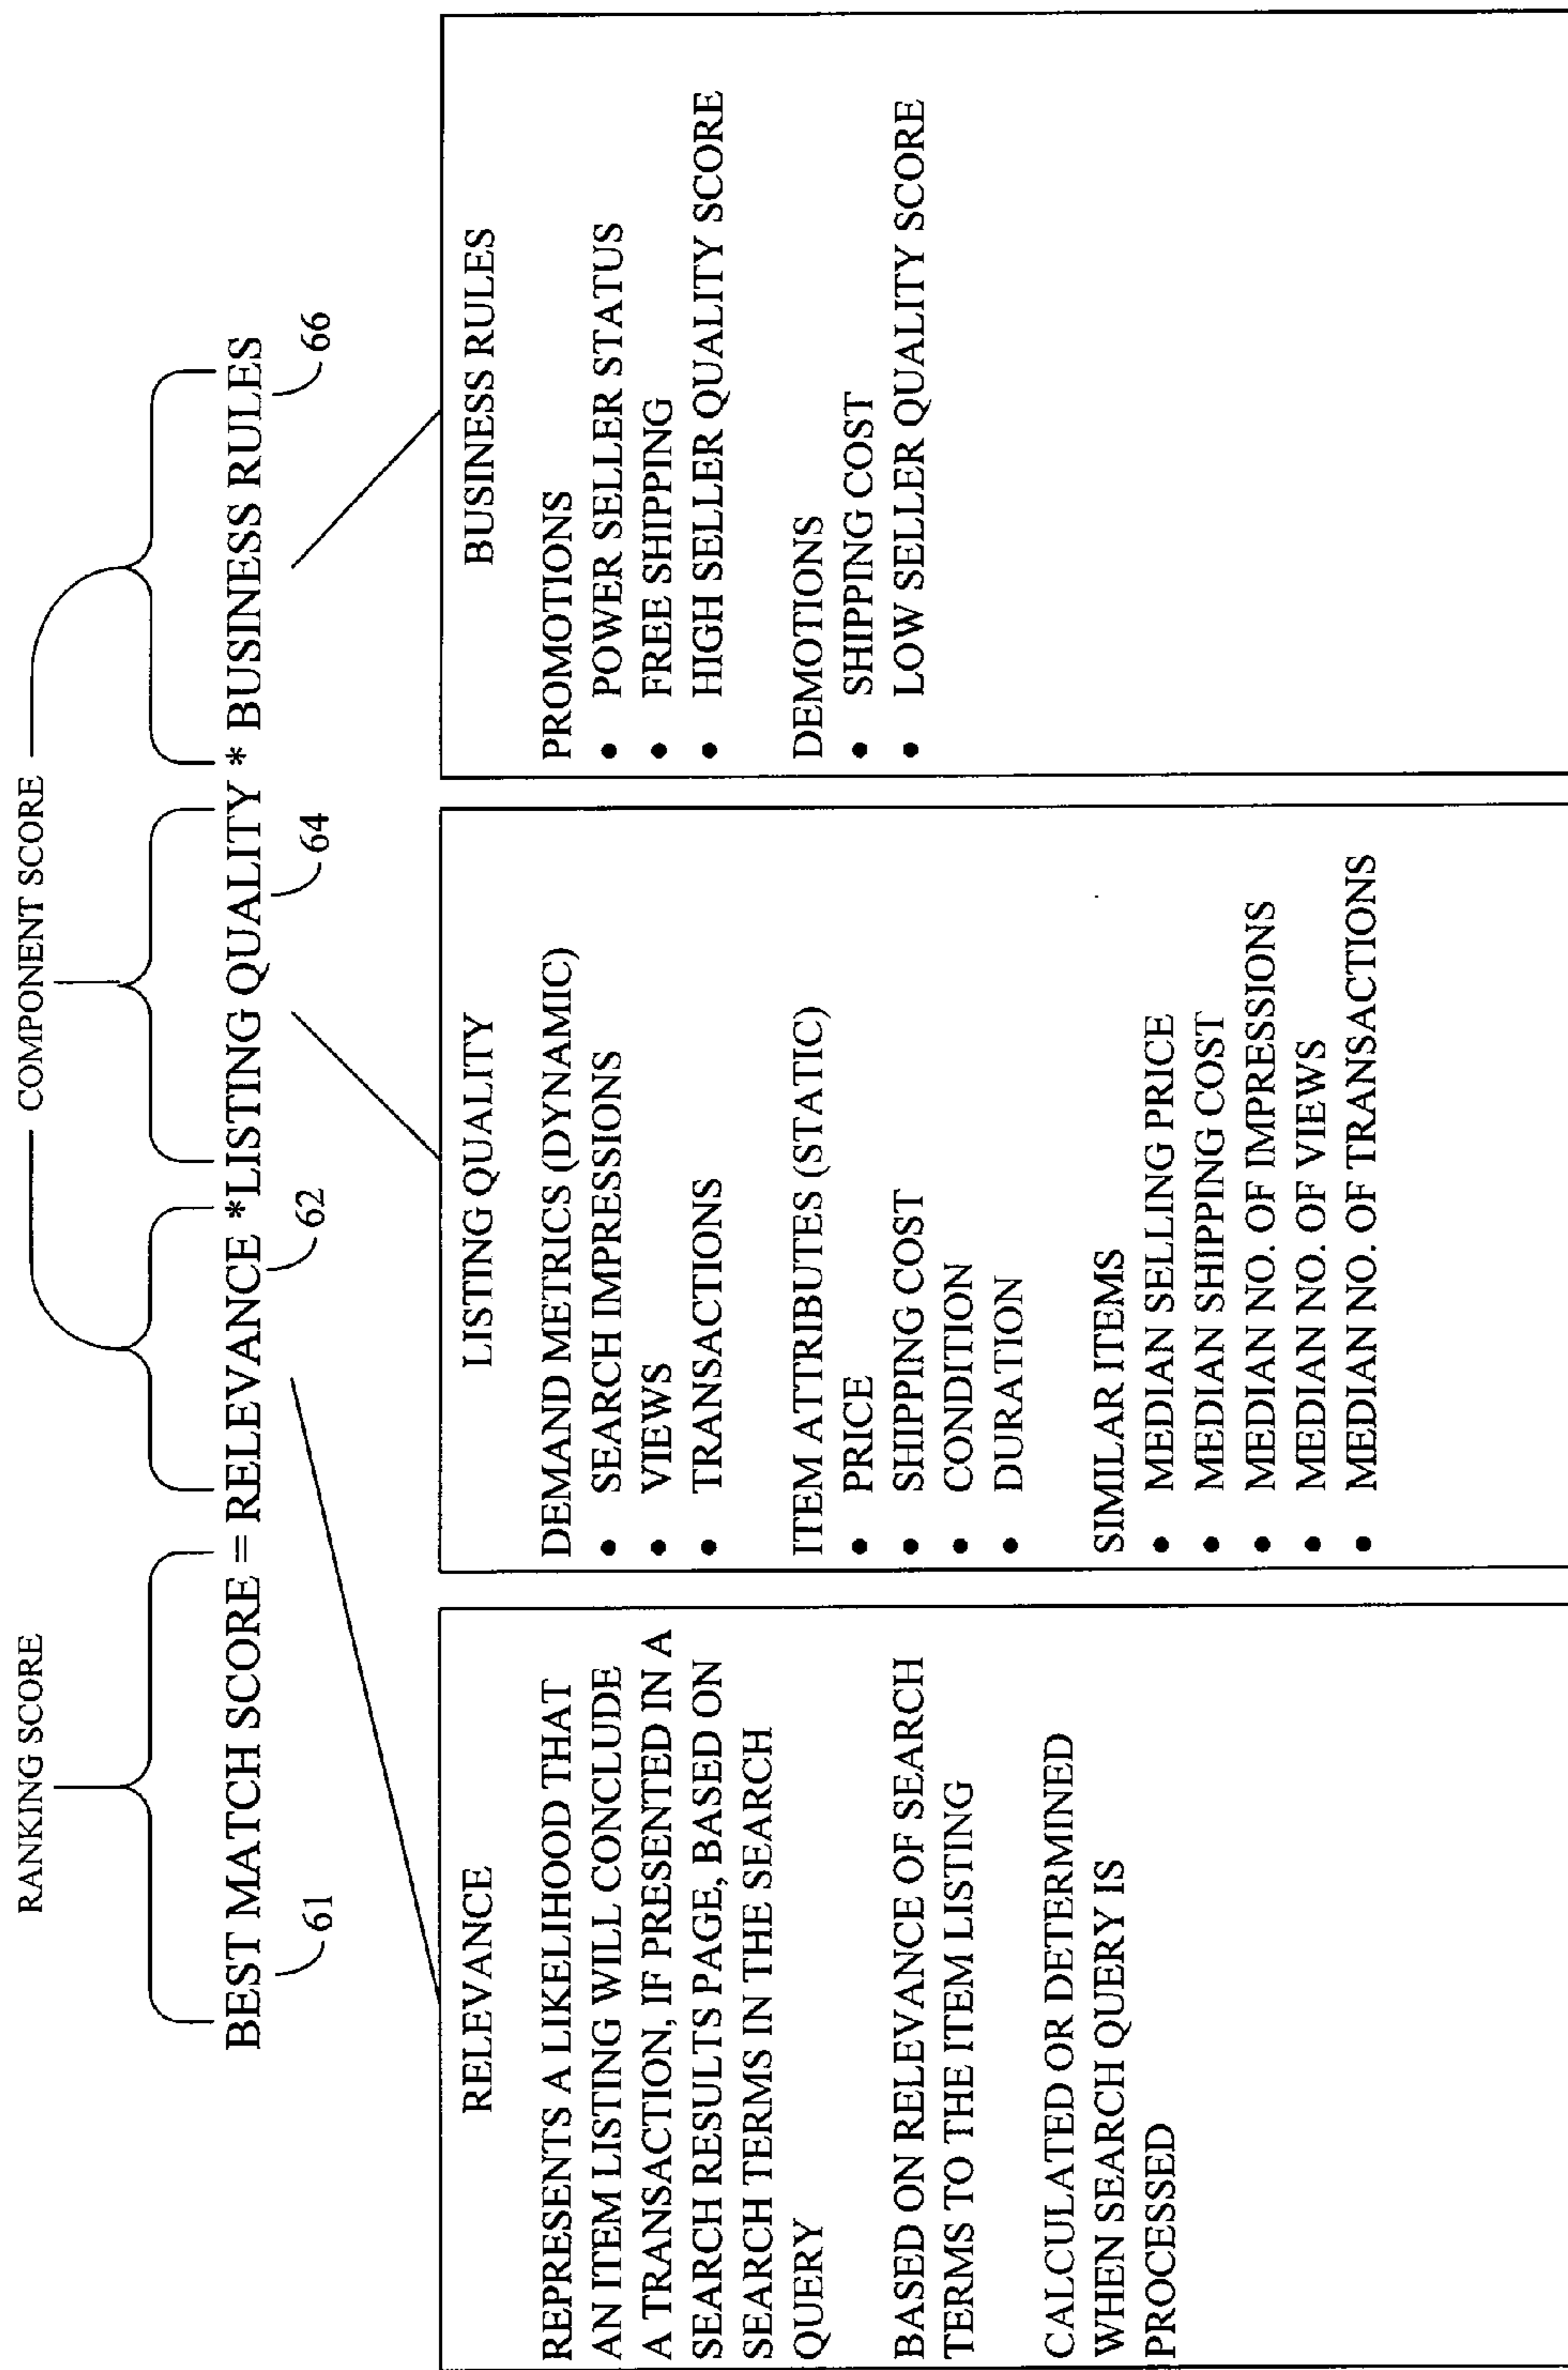 RANKING SCORE
COMPONENT SCORE
BEST MATCH SCORE = RELEVANCE *LISTING QUALITY * BUSINESS RULES
61
62
64
66
RELEVANCE
REPRESENTS A LIKELIHOOD THAT
AN ITEM LISTING WILL CONCLUDE
A TRANSACTION, IF PRESENTED IN A
SEARCH RESULTS PAGE, BASED ON
SEARCH TERMS IN THE SEARCH
QUERY
BASED ON RELEVANCE OF SEARCH
TERMS TO THE ITEM LISTING
CALCULATED OR DETERMINED
WHEN SEARCH QUERY IS
PROCESSED
LISTING QUALITY
DEMAND METRICS (DYNAMIC)
• SEARCH IMPRESSIONS
• VIEWS
• TRANSACTIONS
ITEM ATTRIBUTES (STATIC)
• PRICE
• SHIPPING COST
• CONDITION
• DURATION
SIMILAR ITEMS
• MEDIAN SELLING PRICE
• MEDIAN SHIPPING COST
• MEDIAN NO. OF IMPRESSIONS
• MEDIAN NO. OF VIEWS
• MEDIAN NO. OF TRANSACTIONS
BUSINESS RULES
PROMOTIONS
• POWER SELLER STATUS
• FREE SHIPPING
• HIGH SELLER QUALITY SCORE
DEMOTIONS
• SHIPPING COST
• LOW SELLER QUALITY SCORE